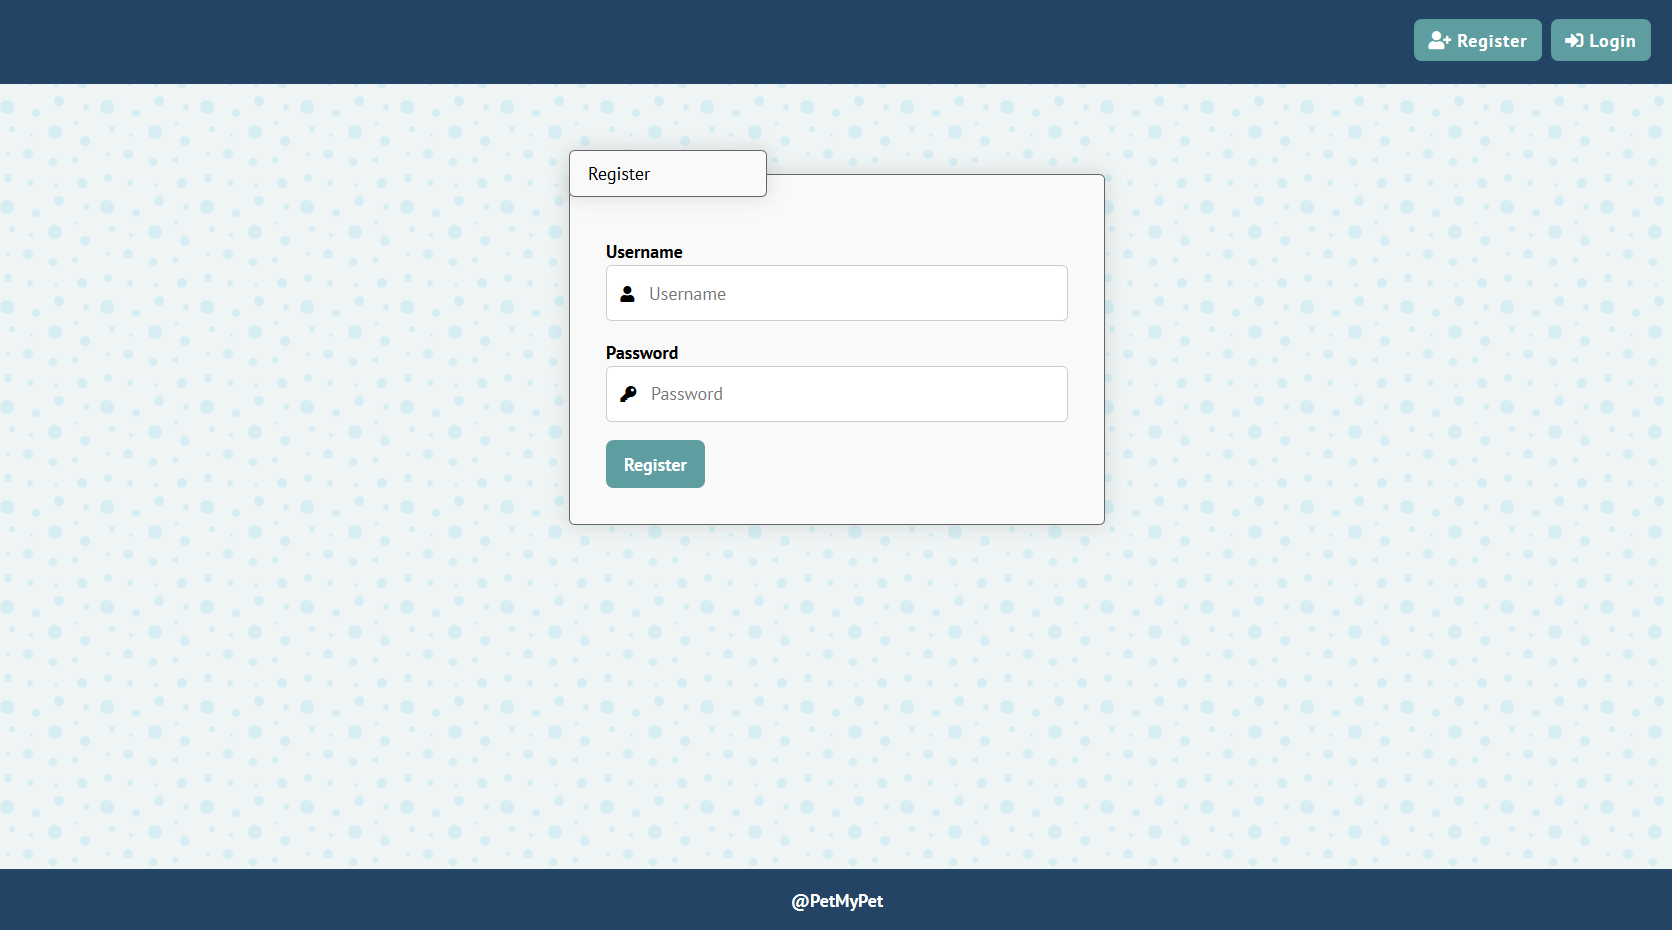 Register Login
Register
Username
Username
Password
Password
Register
@PetMyPet